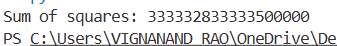 Sum of squares: 333332833333500000
PS C:\Users\VIGNANAND RAO\OneDrive\De